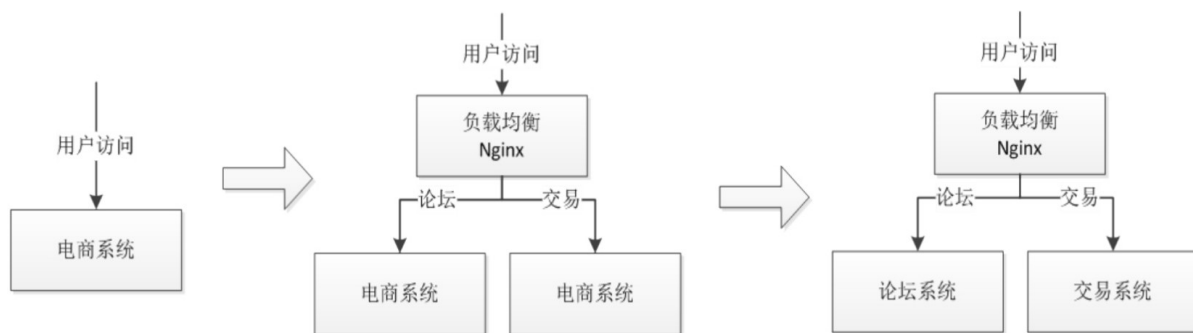 用户访问
电商系统
用户访问
负载均衡
Nginx
论坛
交易
电商系统
电商系统
用户访问
负载均衡
Nginx
论坛
交易
论坛系统
交易系统